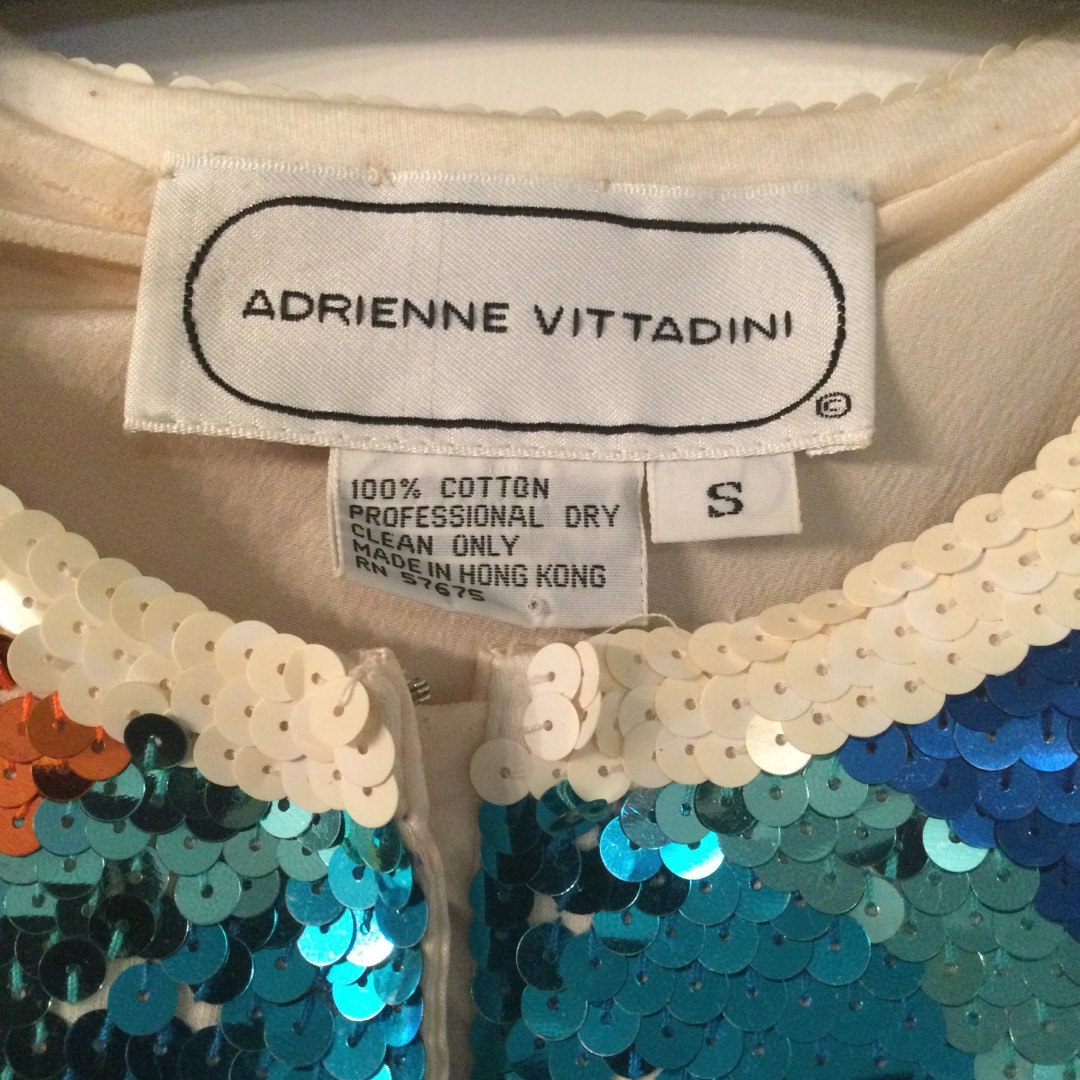 ADRIENNE VITTADINI
©
100% COTTON
PROFESSIONAL DRY
CLEAN ONLY
MADE IN HONG KONG
RN 57675
S